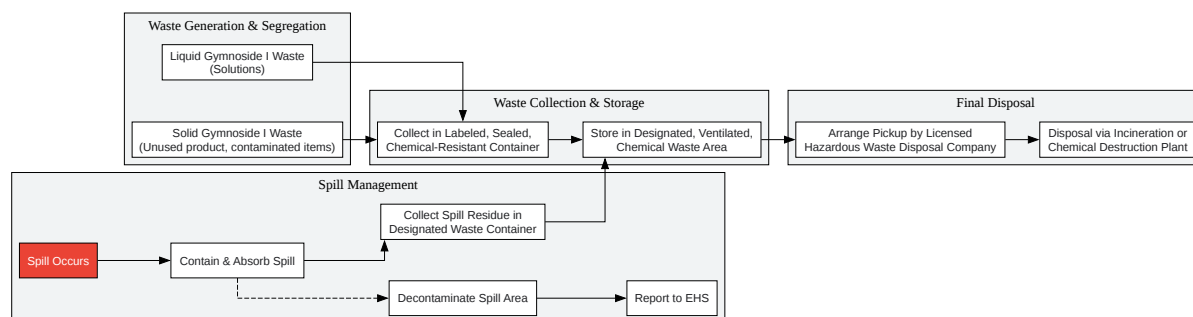 Waste Generation & Segregation
Liquid Gymnoside I Waste
(Solutions)
Solid Gymnoside I Waste
(Unused product, contaminated items)
Waste Collection & Storage
Collect in Labeled, Sealed,
Chemical-Resistant Container
Store in Designated, Ventilated,
Chemical Waste Area
Final Disposal
Arrange Pickup by Licensed
Hazardous Waste Disposal Company
Disposal via Incineration or
Chemical Destruction Plant
Spill Management
Spill Occurs
Contain & Absorb Spill
Collect Spill Residue in
Designated Waste Container
Decontaminate Spill Area
Report to EHS